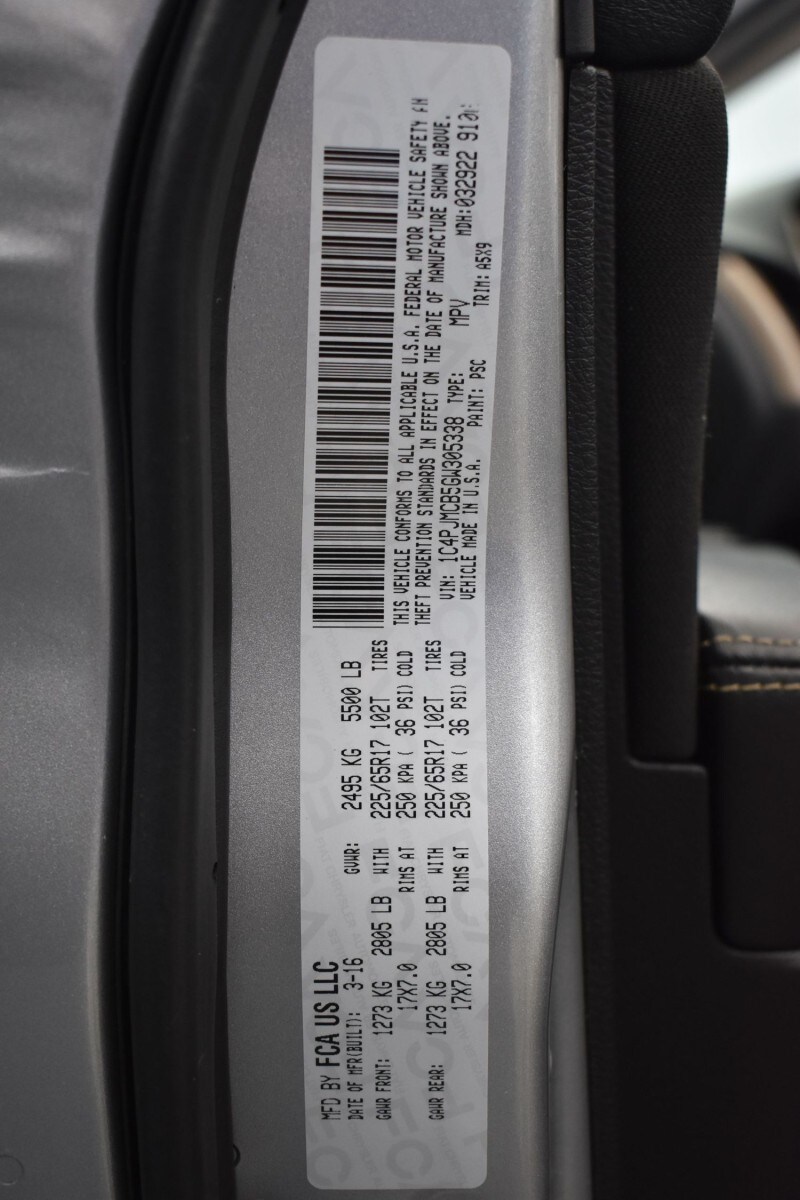 MFD BY FCA US LLC
DATE OF MFR(BUILT): 3-16 GVWR: 2495 KG 5500 LB
GAWR FRONT: 1273 KG 2805 LB WITH 225/65R17 102T TIRES
17X7.0 RIMS AT 250 KPA ( 36 PSI) COLD
GAWR REAR: 1273 KG 2805 LB WITH 225/65R17 102T TIRES
17X7.0 RIMS AT 250 KPA ( 36 PSI) COLD
THIS VEHICLE CONFORMS TO ALL APPLICABLE U.S.A. FEDERAL MOTOR VEHICLE SAFETY
THEFT PREVENTION STANDARDS IN EFFECT ON THE DATE OF MANUFACTURE SHOWN ABOVE.
VIN: 1C4PJMCB5GW305338 TYPE: MPV MDH: 032922
VEHICLE MADE IN U.S.A. PAINT: PSC TRIM: A5X9